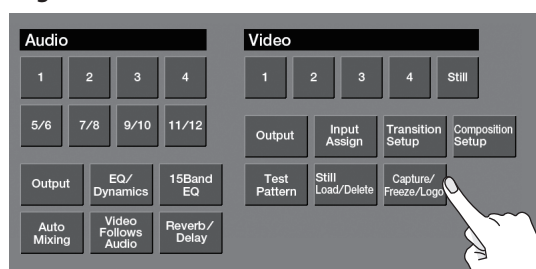 Audio
Video
1 2 3 4
1 2 3 4 Still
5/6 7/8 9/10 11/12
Output Input Assign Transition Setup Composition Setup
Output EQ/ Dynamics 15Band EQ
Test Pattern Still Load/Delete Capture/ Freeze/Logo
Auto Mixing Video Follows Audio Reverb/ Delay